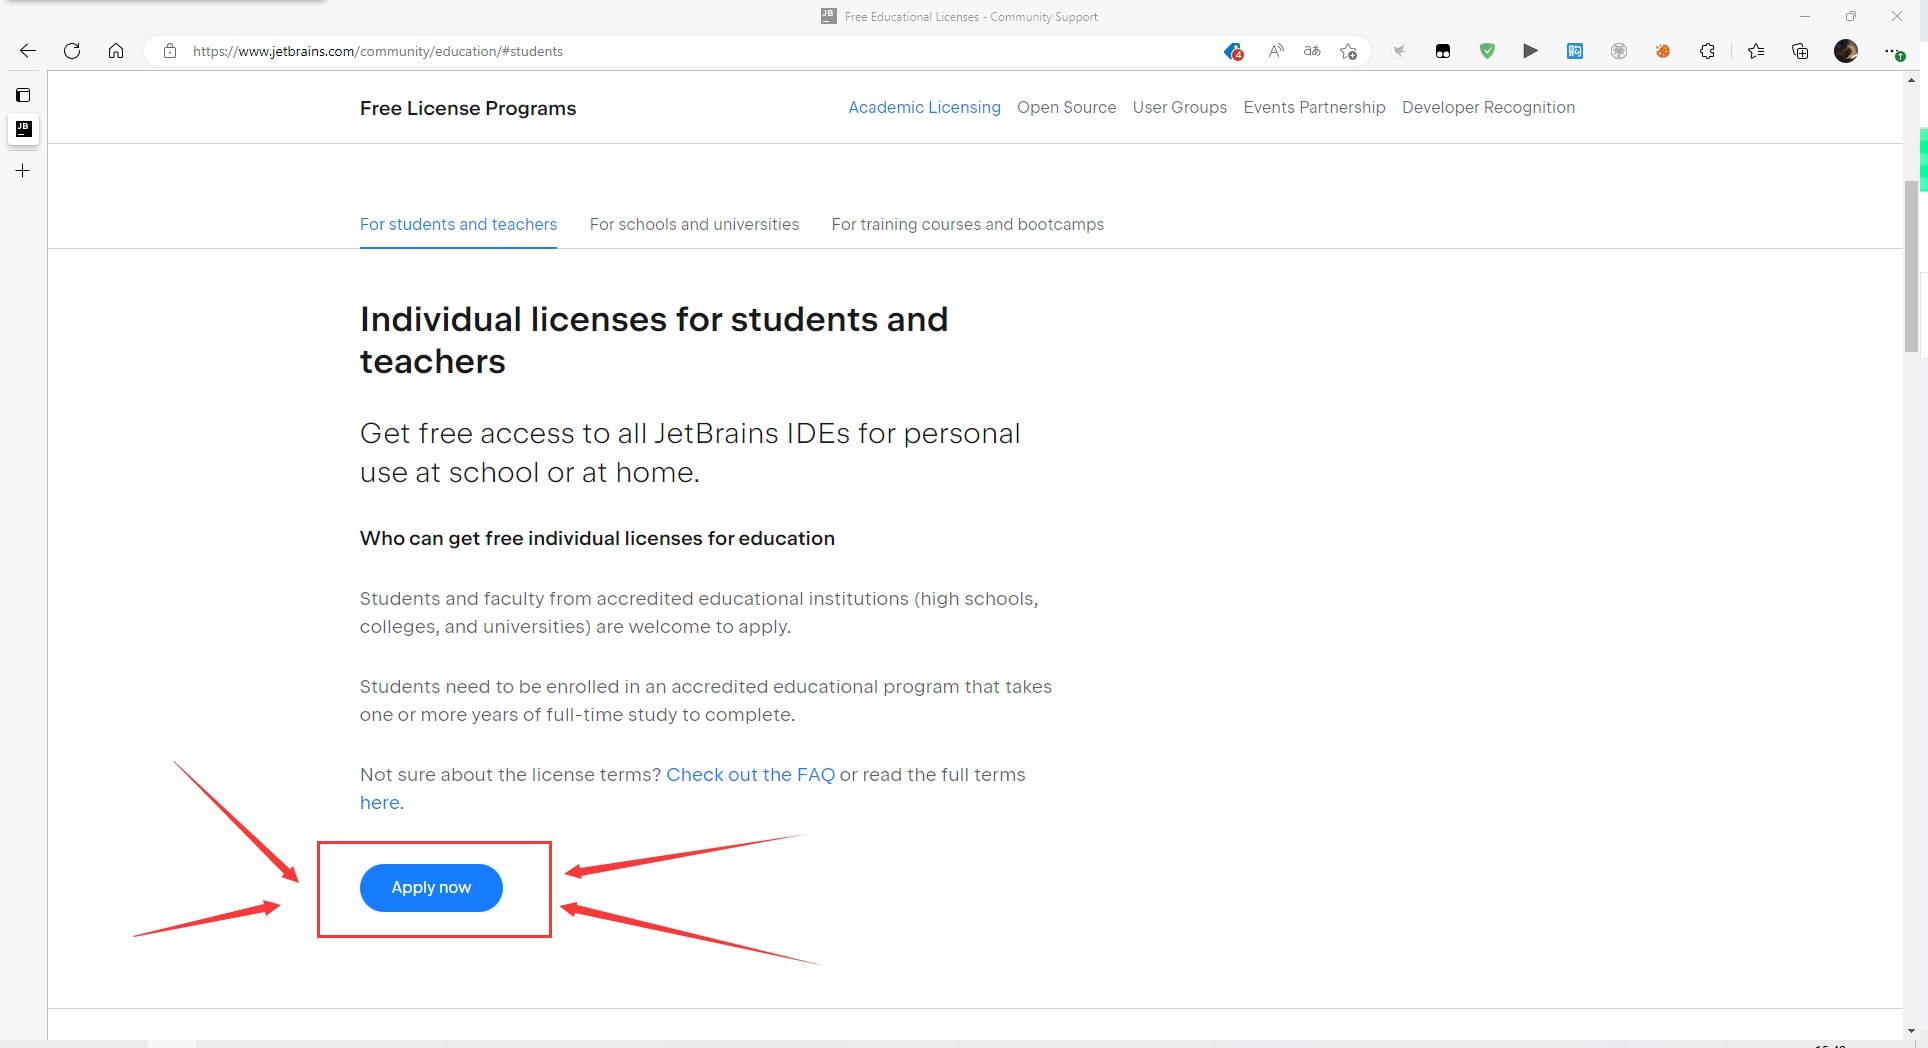 Free Educational Licenses - Community Support
https://www.jetbrains.com/community/education/#students
4
A
aあ
购
JB
Free License Programs
Academic Licensing Open Source User Groups Events Partnership Developer Recognition
For students and teachers For schools and universities For training courses and bootcamps
Individual licenses for students and
teachers
Get free access to all JetBrains IDEs for personal
use at school or at home.
Who can get free individual licenses for education
Students and faculty from accredited educational institutions (high schools,
colleges, and universities) are welcome to apply.
Students need to be enrolled in an accredited educational program that takes
one or more years of full-time study to complete.
Not sure about the license terms? Check out the FAQ or read the full terms
here.
Apply now